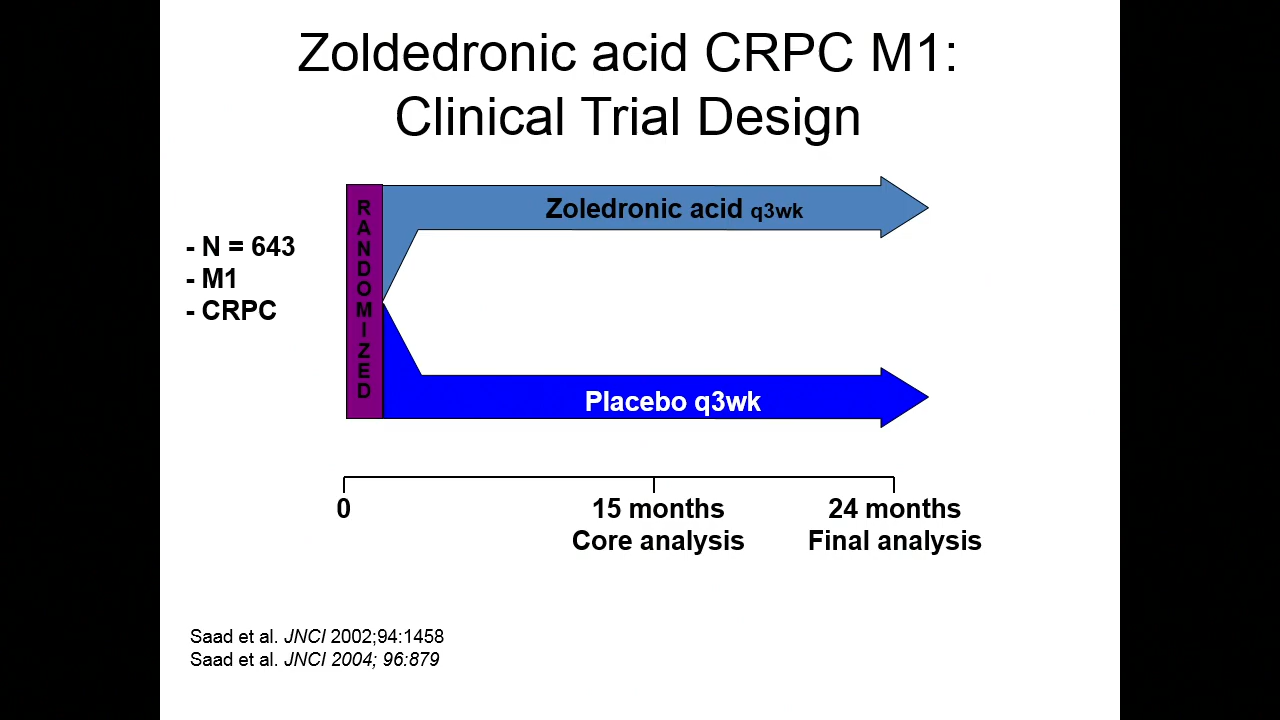 Zoldedronic acid CRPC M1:
Clinical Trial Design
RANDOMIZED
Zoledronic acid q3wk
- N = 643
- M1
- CRPC
Placebo q3wk
0
15 months
24 months
Core analysis
Final analysis
Saad et al. JNCI 2002;94:1458
Saad et al. JNCI 2004; 96:879